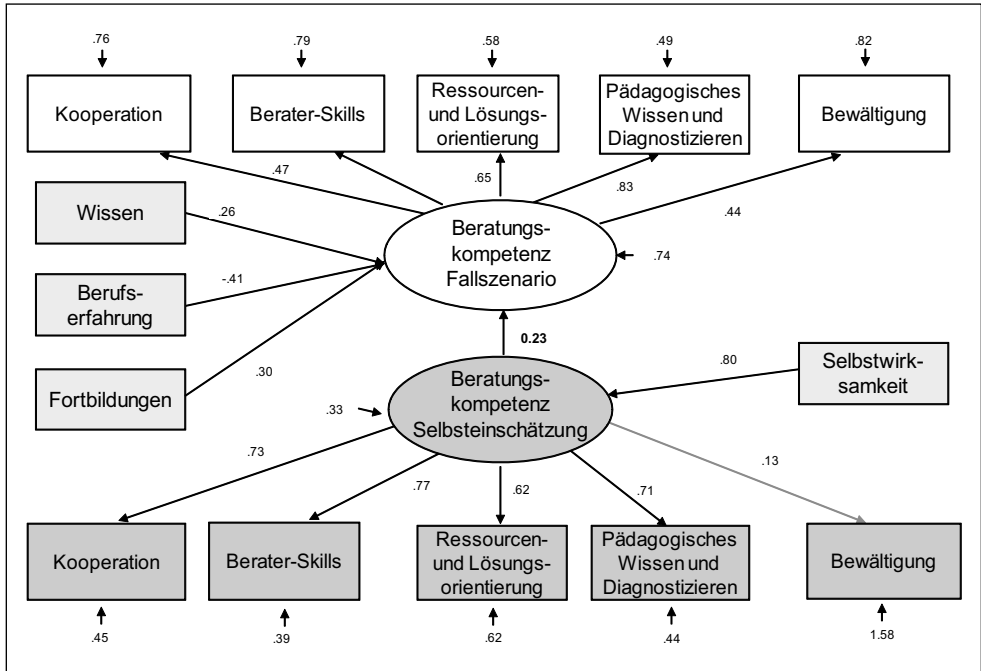 .76
.79
.58
.49
.82
Kooperation
Berater-Skills
Ressourcen-
und Lösungs-
orientierung
Pädagogisches
Wissen und
Diagnostizieren
Bewältigung
.47
.65
.83
.44
Wissen
.26
Beratungs-
kompetenz
Fallszenario
.74
Berufs-
erfahrung
-.41
0.23
Fortbildungen
.30
Beratungs-
kompetenz
Selbsteinschätzung
.80
Selbstwirk-
samkeit
.33
.73
.77
.62
.71
.13
Kooperation
Berater-Skills
Ressourcen-
und Lösungs-
orientierung
Pädagogisches
Wissen und
Diagnostizieren
Bewältigung
.45
.39
.62
.44
1.58